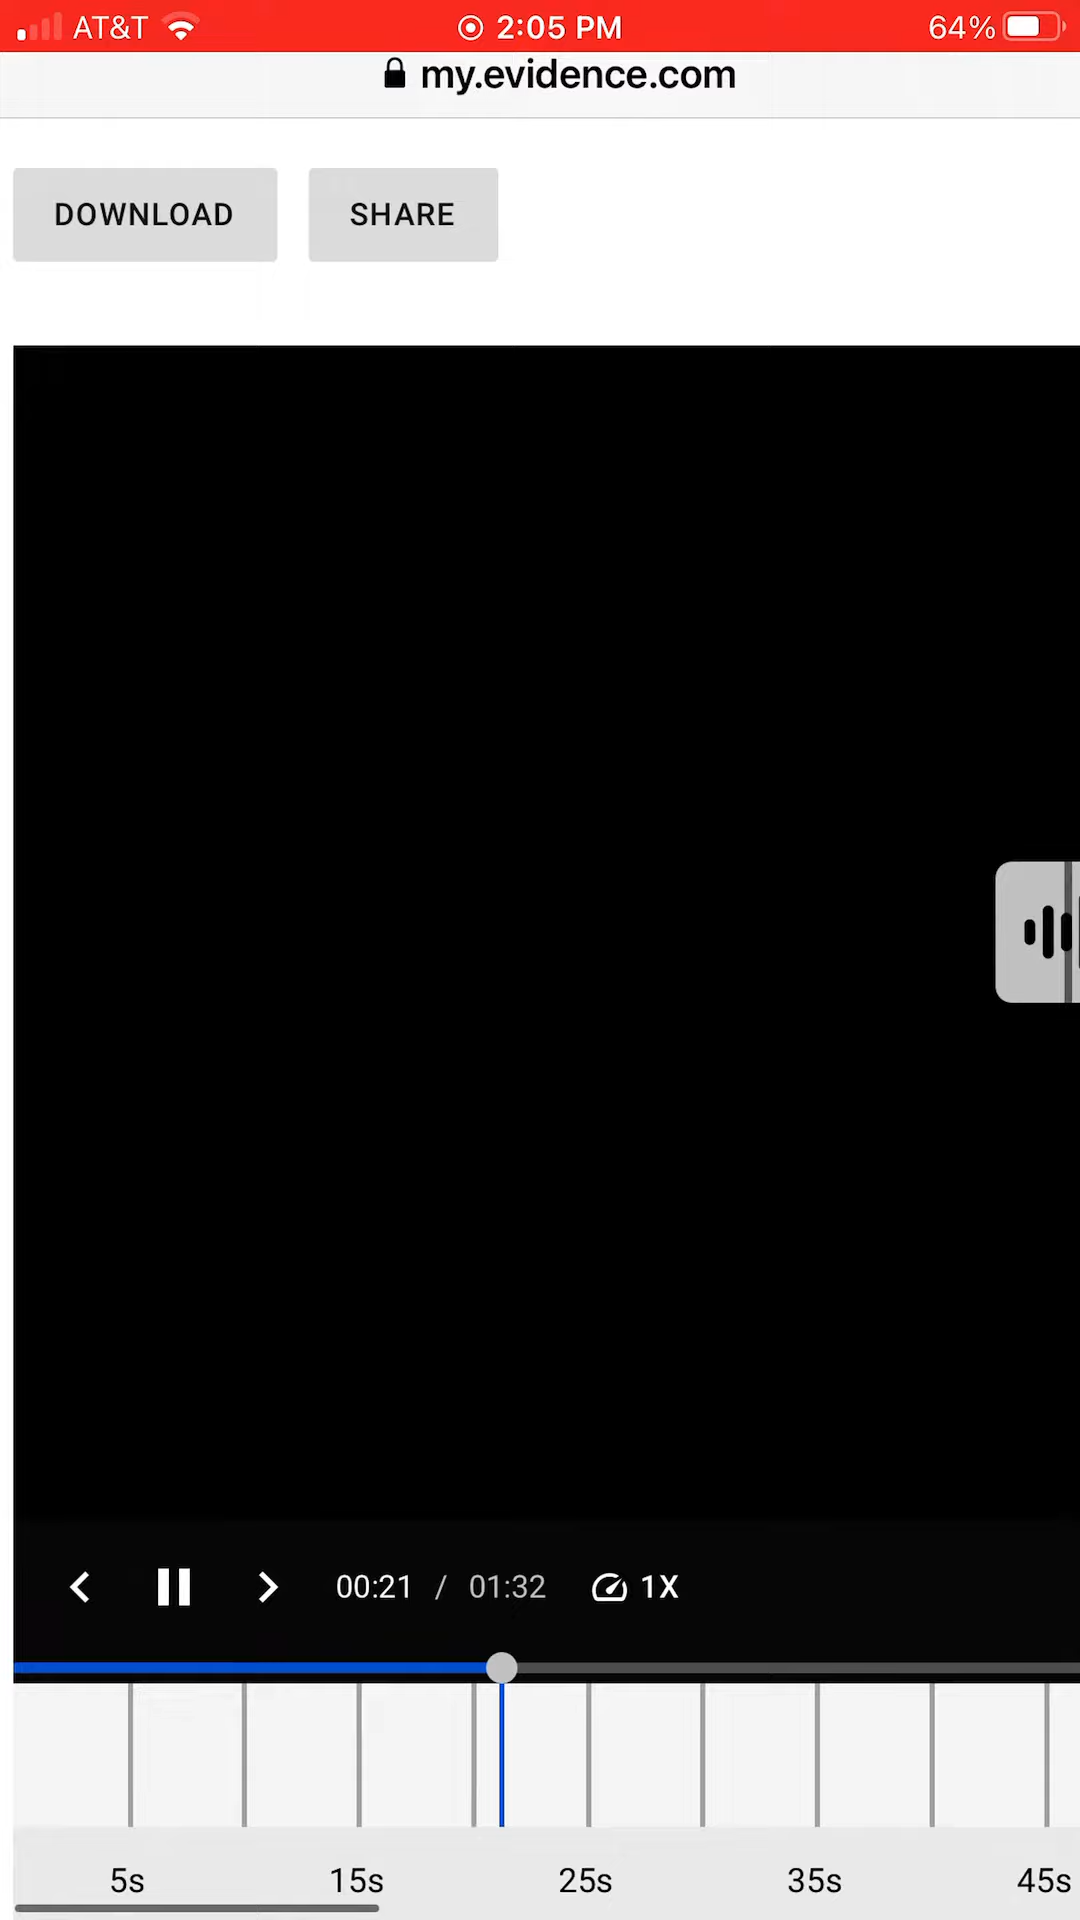 AT&T 2:05 PM 64%
my.evidence.com
DOWNLOAD SHARE
00:21 / 01:32 1X
5s 15s 25s 35s 45s